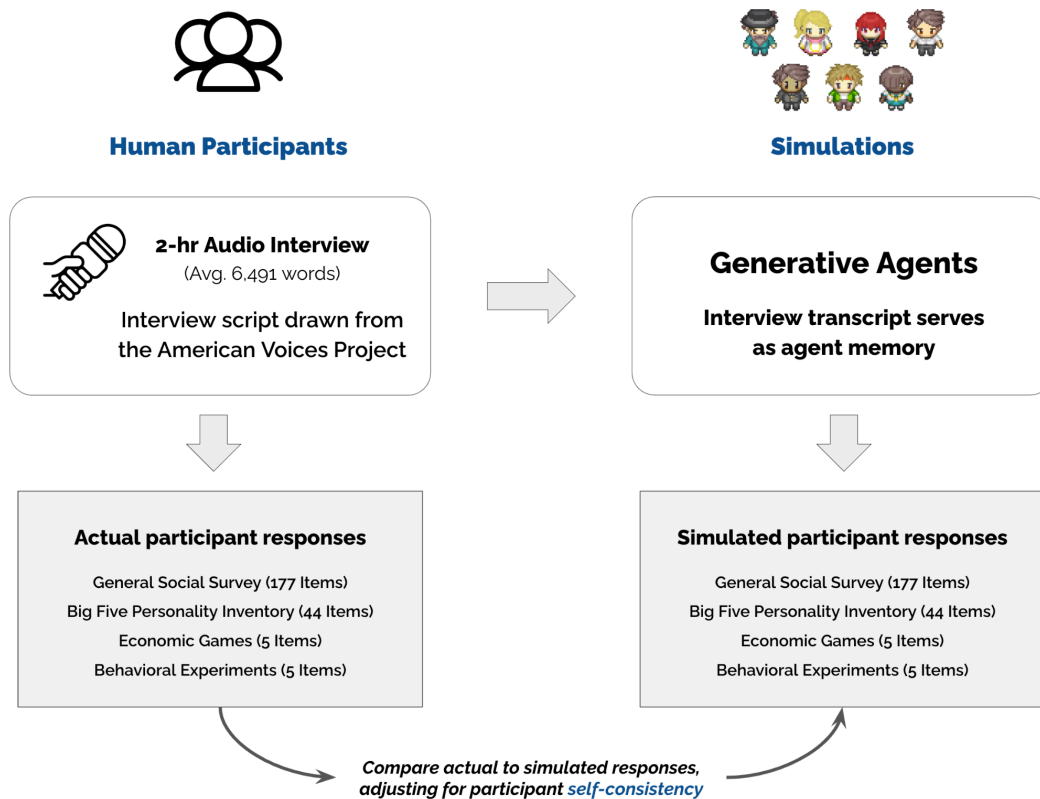 Human Participants
Simulations
2-hr Audio Interview
(Avg. 6,491 words)
Interview script drawn from
the American Voices Project
Generative Agents
Interview transcript serves
as agent memory
Actual participant responses
General Social Survey (177 Items)
Big Five Personality Inventory (44 Items)
Economic Games (5 Items)
Behavioral Experiments (5 Items)
Simulated participant responses
General Social Survey (177 Items)
Big Five Personality Inventory (44 Items)
Economic Games (5 Items)
Behavioral Experiments (5 Items)
Compare actual to simulated responses,
adjusting for participant self-consistency